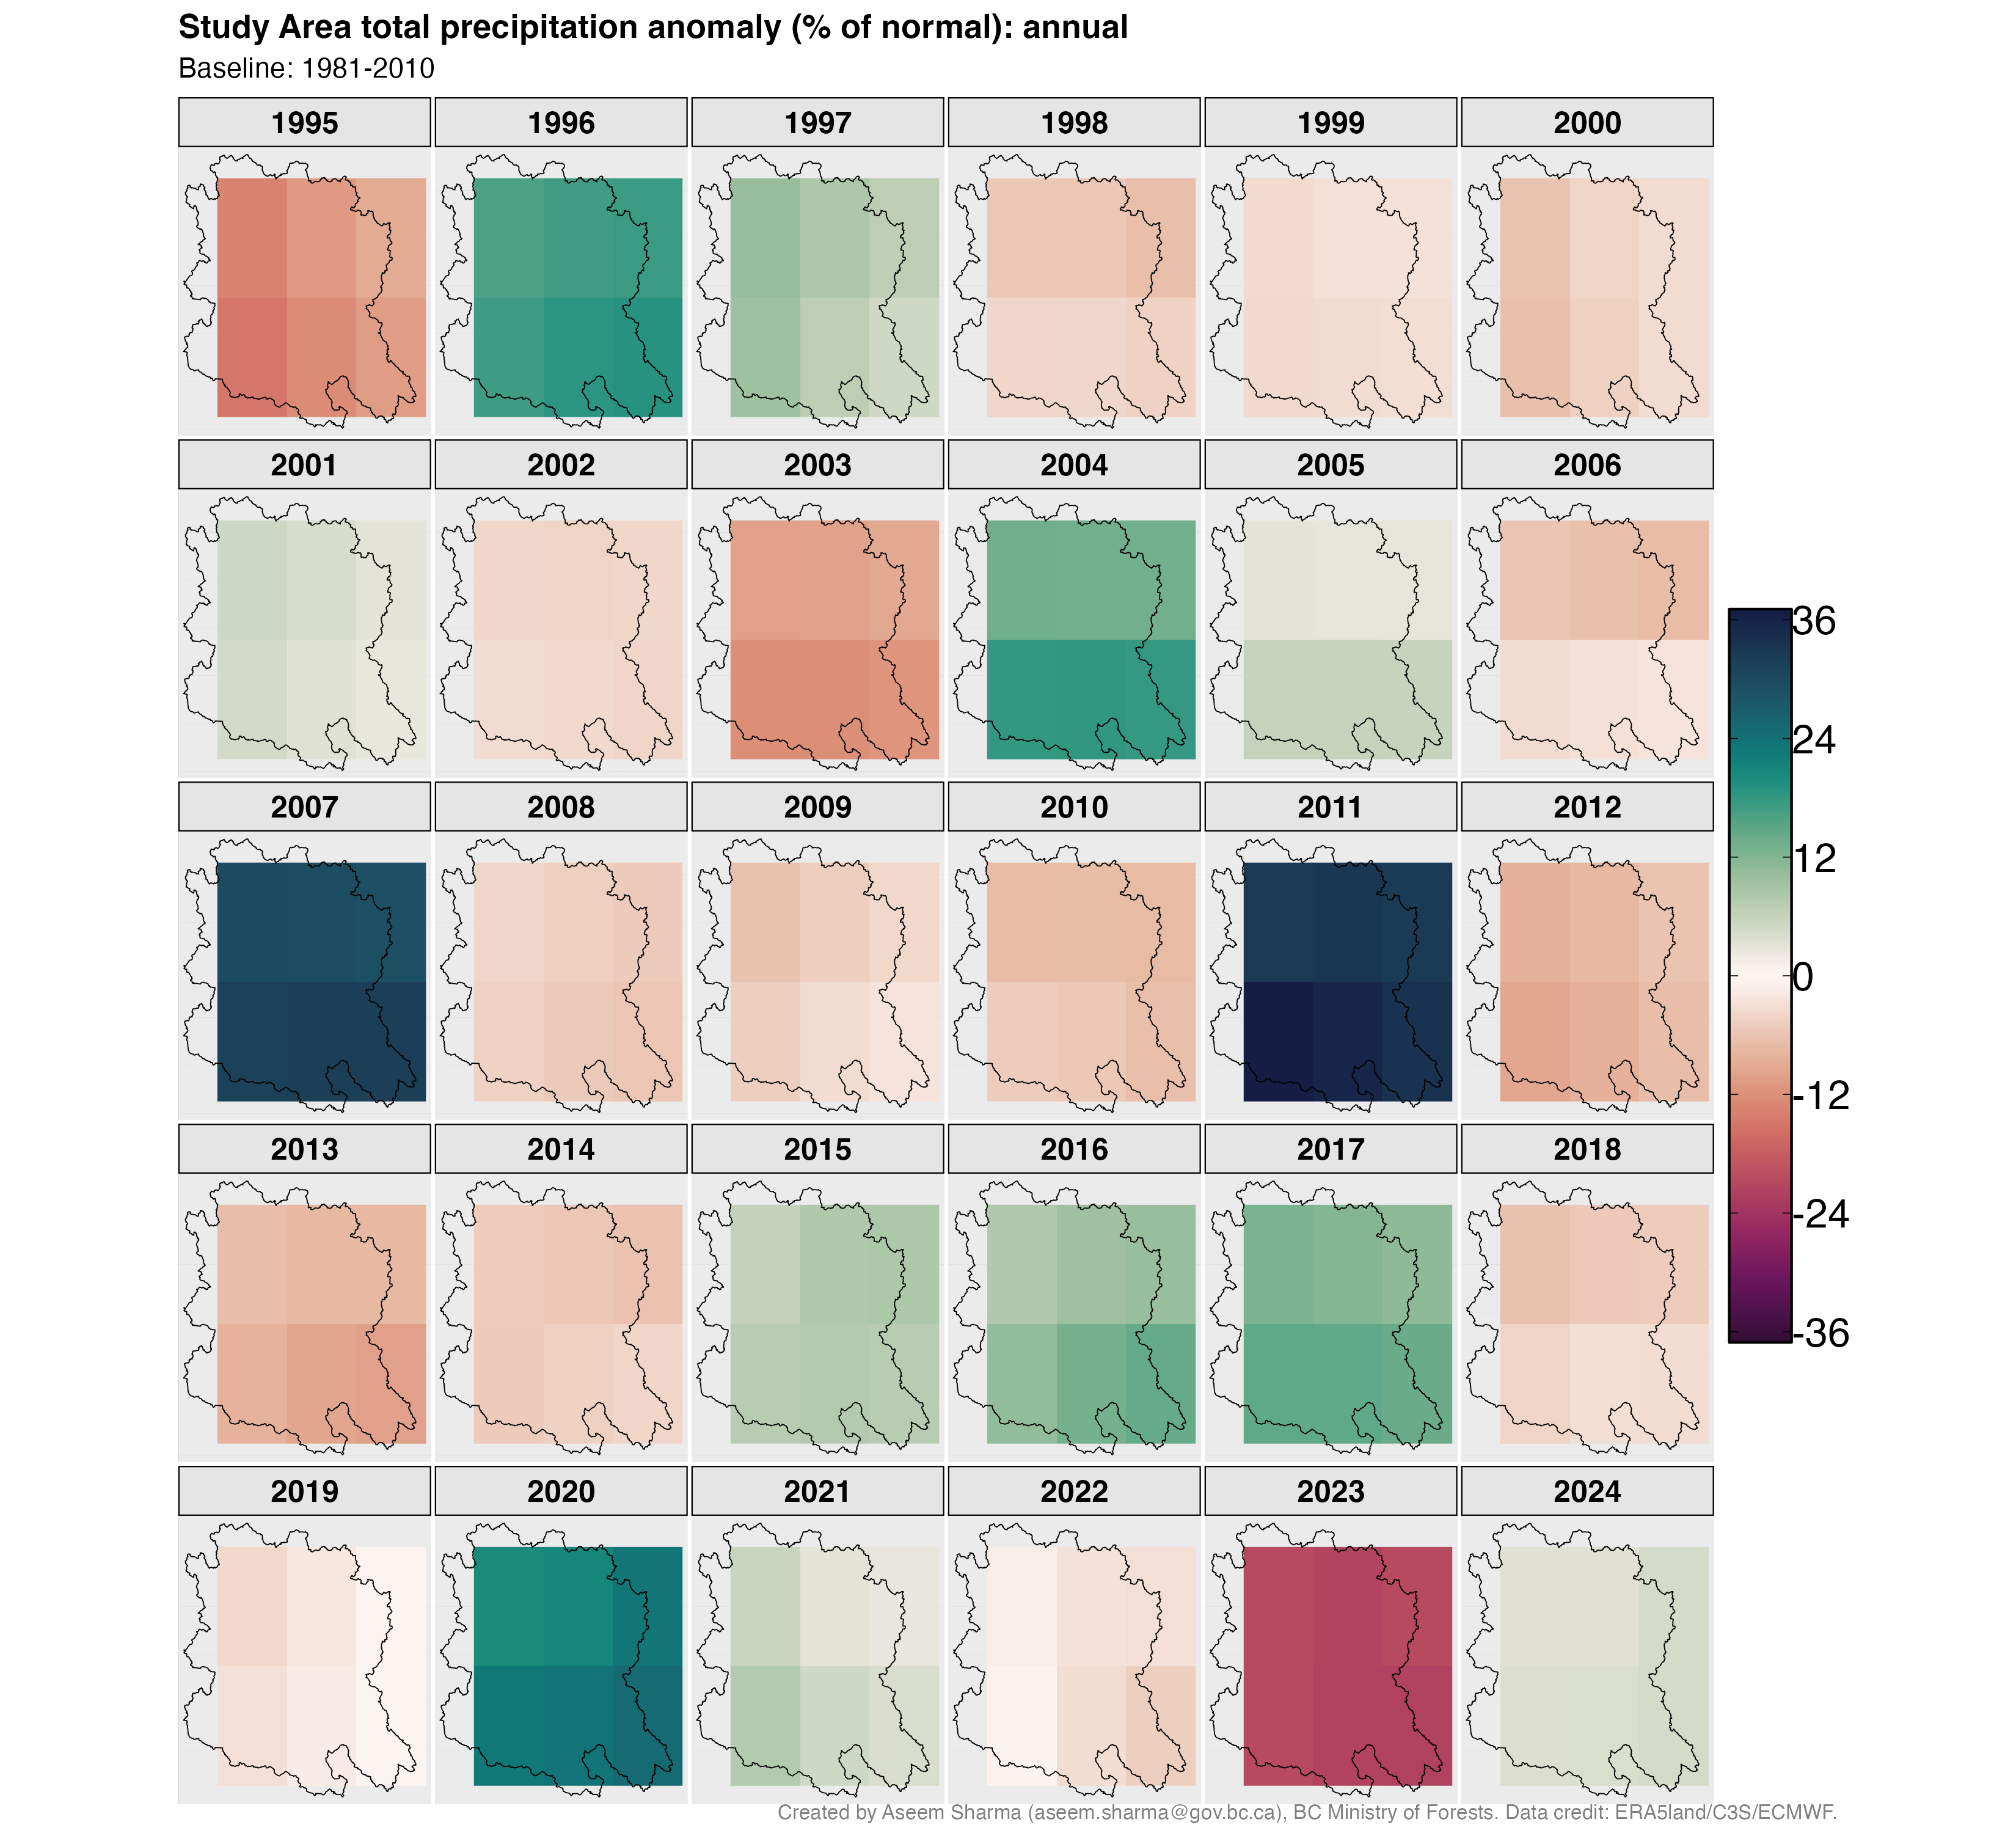 Study Area total precipitation anomaly (% of normal): annual
Baseline: 1981-2010
1995 1996 1997 1998 1999 2000
2001 2002 2003 2004 2005 2006
2007 2008 2009 2010 2011 2012
2013 2014 2015 2016 2017 2018
2019 2020 2021 2022 2023 2024
36
24
12
0
-12
-24
-36
Created by Aseem Sharma (aseem.sharma@gov.bc.ca), BC Ministry of Forests. Data credit: ERA5land/C3S/ECMWF.